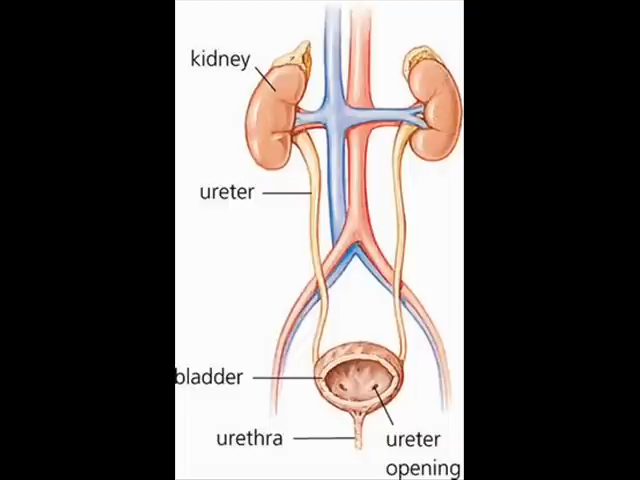 kidney
ureter
bladder
urethra
ureter
opening